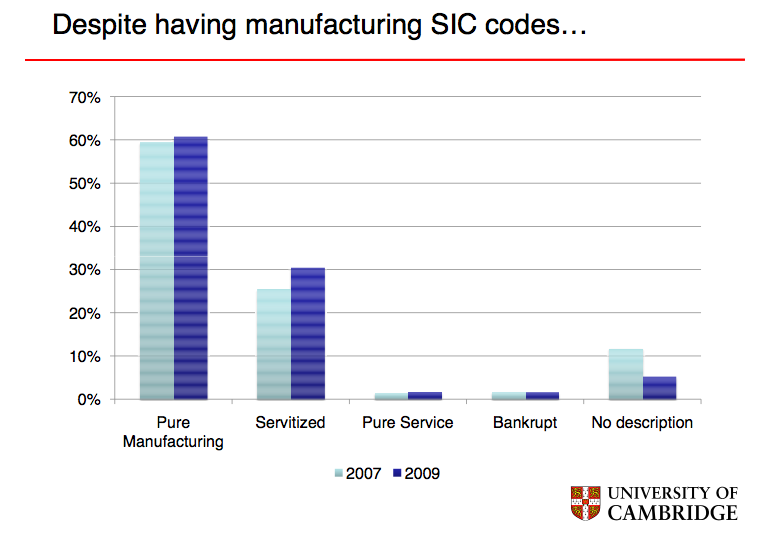 Despite having manufacturing SIC codes…
70%
60%
50%
40%
30%
20%
10%
0%
Pure
Manufacturing
Servitized
Pure Service
Bankrupt
No description
2007
2009
UNIVERSITY OF
CAMBRIDGE